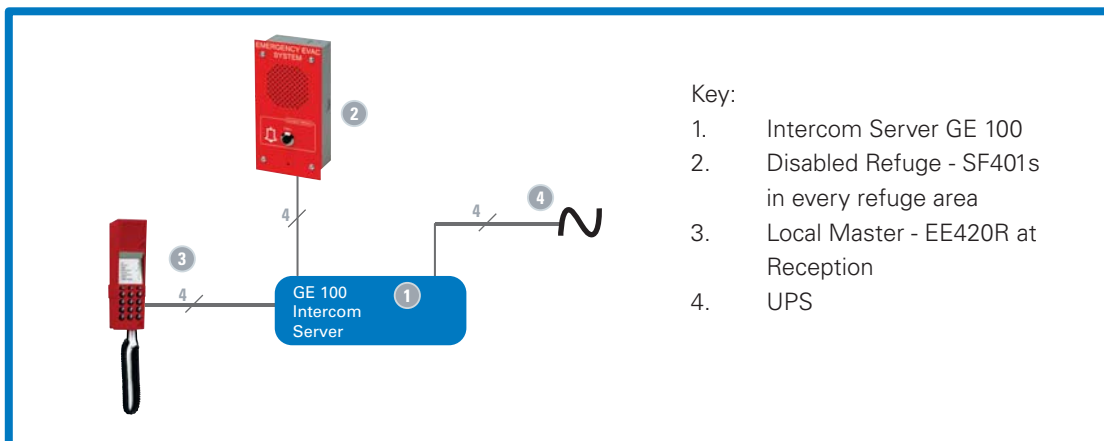 EMERGENCY EVAC
SYSTEM
2
4
4
4
3
4
GE 100
Intercom
Server
1
Key:
1. Intercom Server GE 100
2. Disabled Refuge - SF401s
in every refuge area
3. Local Master - EE420R at
Reception
4. UPS